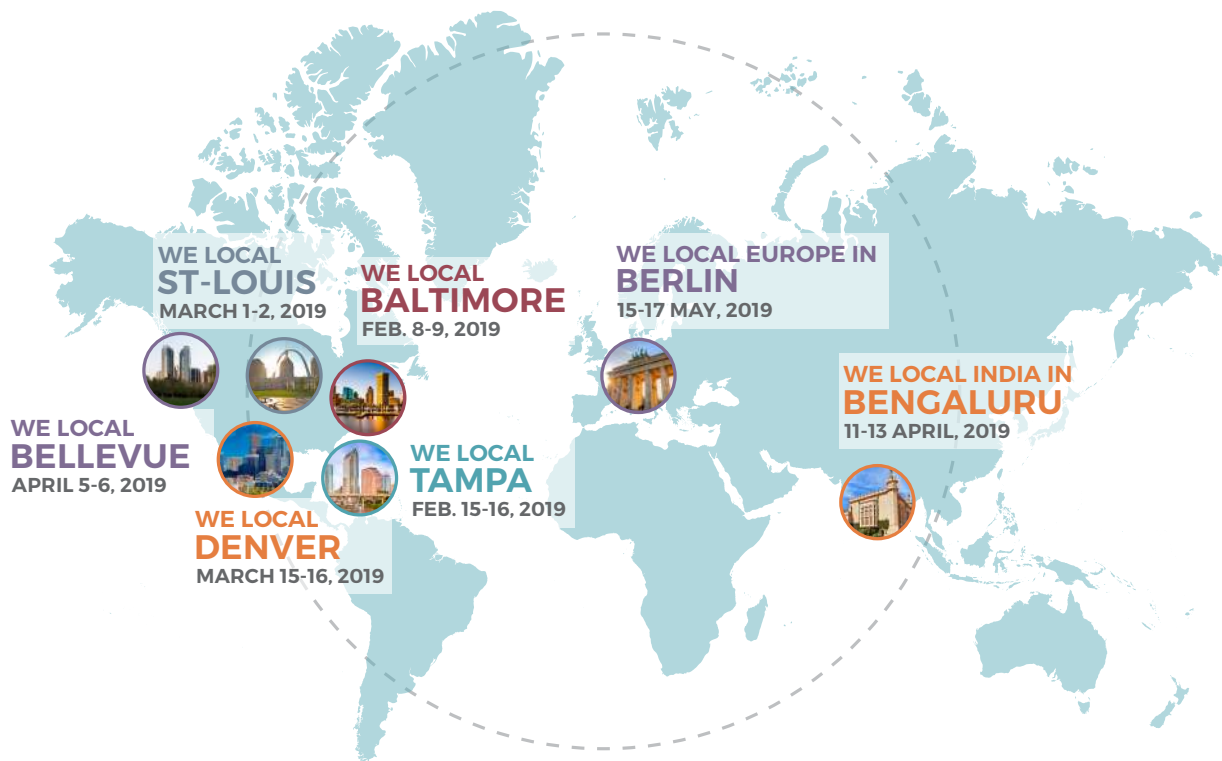 WE LOCAL
ST-LOUIS
MARCH 1-2, 2019
WE LOCAL
BALTIMORE
FEB. 8-9, 2019
WE LOCAL EUROPE IN
BERLIN
15-17 MAY, 2019
WE LOCAL INDIA IN
BENGALURU
11-13 APRIL, 2019
WE LOCAL
BELLEVUE
APRIL 5-6, 2019
WE LOCAL
TAMPA
FEB. 15-16, 2019
WE LOCAL
DENVER
MARCH 15-16, 2019